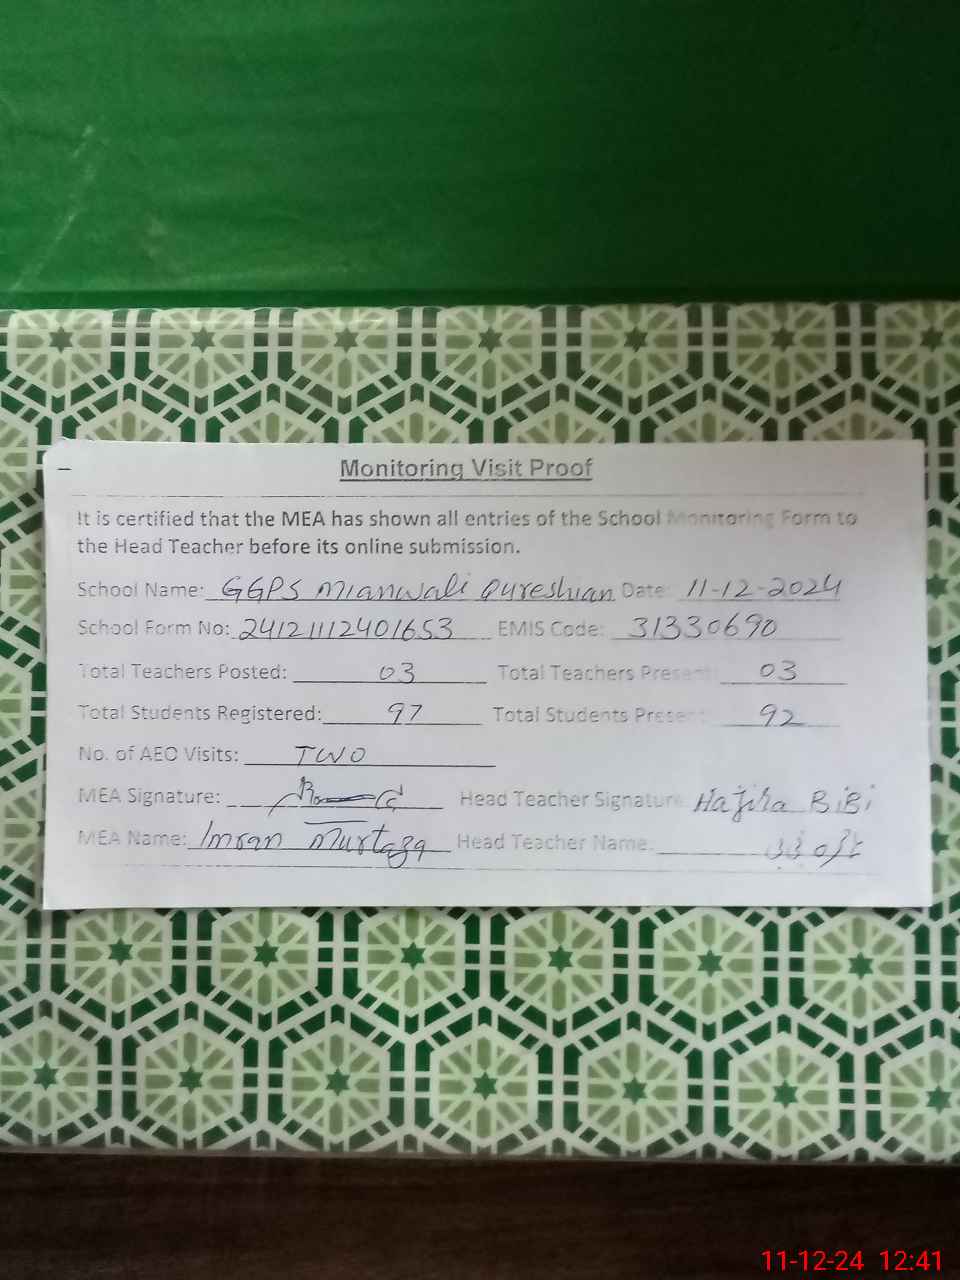 Monitoring Visit Proof
It is certified that the MEA has shown all entries of the School Monitoring Form to
the Head Teacher before its online submission.
School Name: GGPS Mianwali Qureshian Date: 11-12-2024
School Form No: 24121112401653 EMIS Code: 31330690
Total Teachers Posted: 03 Total Teachers Present: 03
Total Students Registered: 97 Total Students Present: 92
No. of AEO Visits: TWO
MEA Signature: Head Teacher Signature: Hajira BiBi
MEA Name: Imran Murtaza Head Teacher Name:
11-12-24 12:41